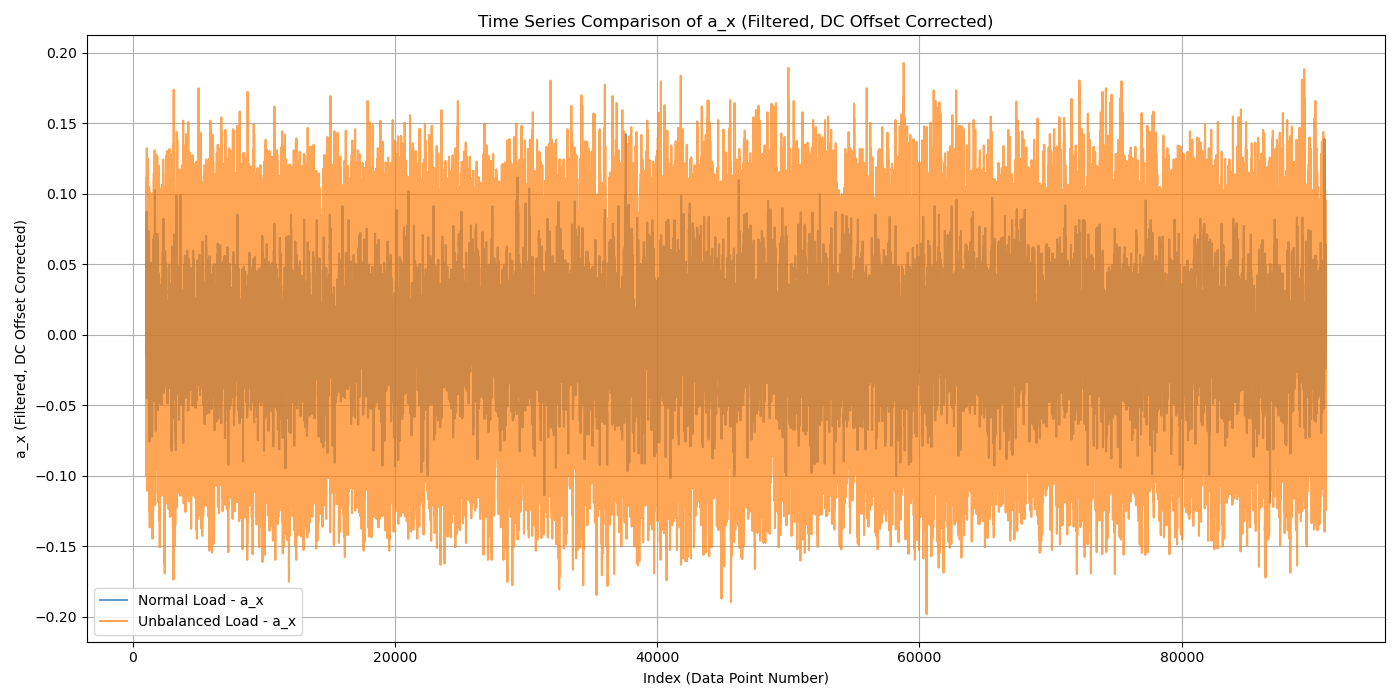 Time Series Comparison of a_x (Filtered, DC Offset Corrected)
a_x (Filtered, DC Offset Corrected)
0.20
0.15
0.10
0.05
0.00
−0.05
−0.10
−0.15
−0.20
Normal Load - a_x
Unbalanced Load - a_x
0 20000 40000 60000 80000
Index (Data Point Number)